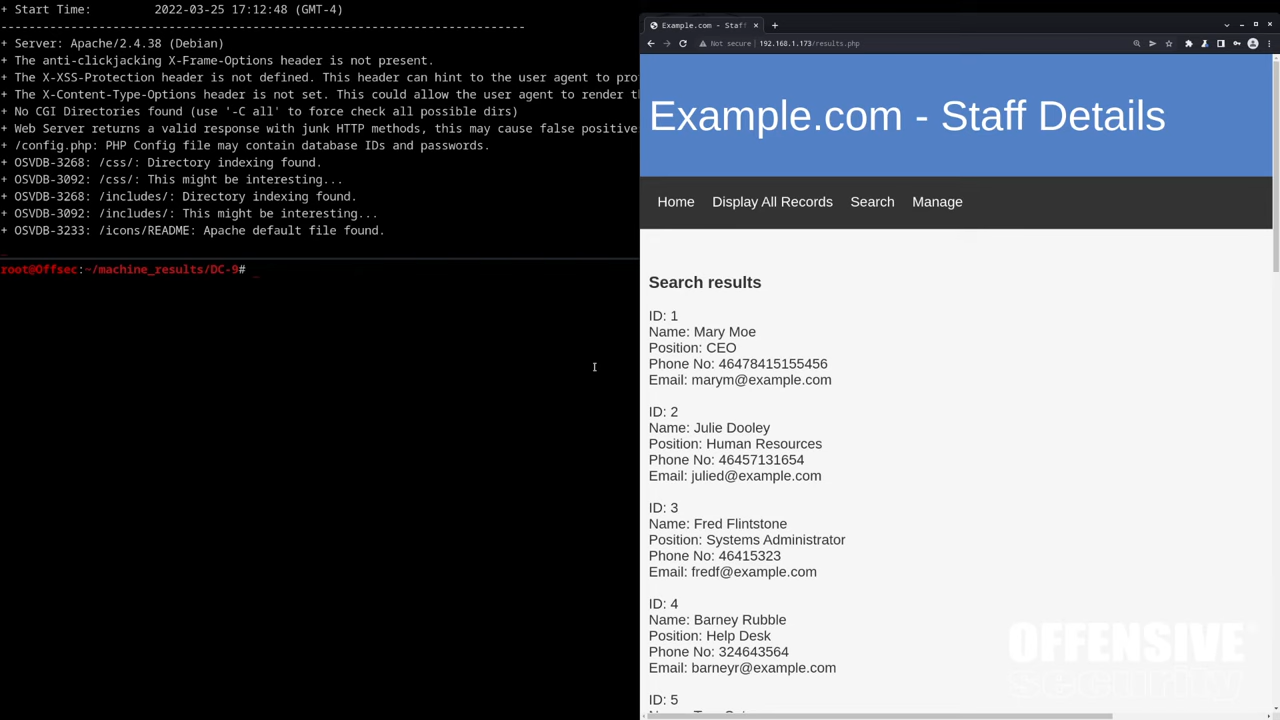 + Start Time:         2022-03-25 17:12:48 (GMT-4)
---------------------------------------------------------------------------
+ Server: Apache/2.4.38 (Debian)
+ The anti-clickjacking X-Frame-Options header is not present.
+ The X-XSS-Protection header is not defined. This header can hint to the user agent to pro
+ The X-Content-Type-Options header is not set. This could allow the user agent to render th
+ No CGI Directories found (use '-C all' to force check all possible dirs)
+ Web Server returns a valid response with junk HTTP methods, this may cause false positive
+ /config.php: PHP Config file may contain database IDs and passwords.
+ OSVDB-3268: /css/: Directory indexing found.
+ OSVDB-3092: /css/: This might be interesting...
+ OSVDB-3268: /includes/: Directory indexing found.
+ OSVDB-3092: /includes/: This might be interesting...
+ OSVDB-3233: /icons/README: Apache default file found.
root@Offsec:~/machine_results/DC-9#
Example.com - Staff
Not secure | 192.168.1.173/results.php
Example.com - Staff Details
Home Display All Records Search Manage
Search results
ID: 1
Name: Mary Moe
Position: CEO
Phone No: 46478415155456
Email: marym@example.com
ID: 2
Name: Julie Dooley
Position: Human Resources
Phone No: 46457131654
Email: julied@example.com
ID: 3
Name: Fred Flintstone
Position: Systems Administrator
Phone No: 46415323
Email: fredf@example.com
ID: 4
Name: Barney Rubble
Position: Help Desk
Phone No: 324643564
Email: barneyr@example.com
ID: 5
OFFENSIVE
security